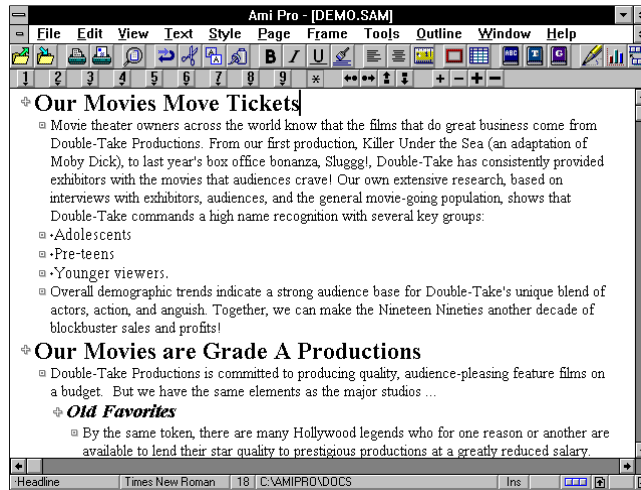 Ami Pro - [DEMO.SAM]
File Edit View Text Style Page Frame Tools Outline Window Help
B I U ABC T G
1 2 3 4 5 6 7 8 9 * + − + −
Our Movies Move Tickets
Movie theater owners across the world know that the films that do great business come from
Double-Take Productions. From our first production, Killer Under the Sea (an adaptation of
Moby Dick), to last year's box office bonanza, Sluggg!, Double-Take has consistently provided
exhibitors with the movies that audiences crave! Our own extensive research, based on
interviews with exhibitors, audiences, and the general movie-going population, shows that
Double-Take commands a high name recognition with several key groups:
·Adolescents
·Pre-teens
·Younger viewers.
Overall demographic trends indicate a strong audience base for Double-Take's unique blend of
actors, action, and anguish. Together, we can make the Nineteen Nineties another decade of
blockbuster sales and profits!
Our Movies are Grade A Productions
Double-Take Productions is committed to producing quality, audience-pleasing feature films on
a budget. But we have the same elements as the major studios ...
Old Favorites
By the same token, there are many Hollywood legends who for one reason or another are
available to lend their star quality to prestigious productions at a greatly reduced salary.
·Headline Times New Roman 18 C:\AMIPRO\DOCS Ins